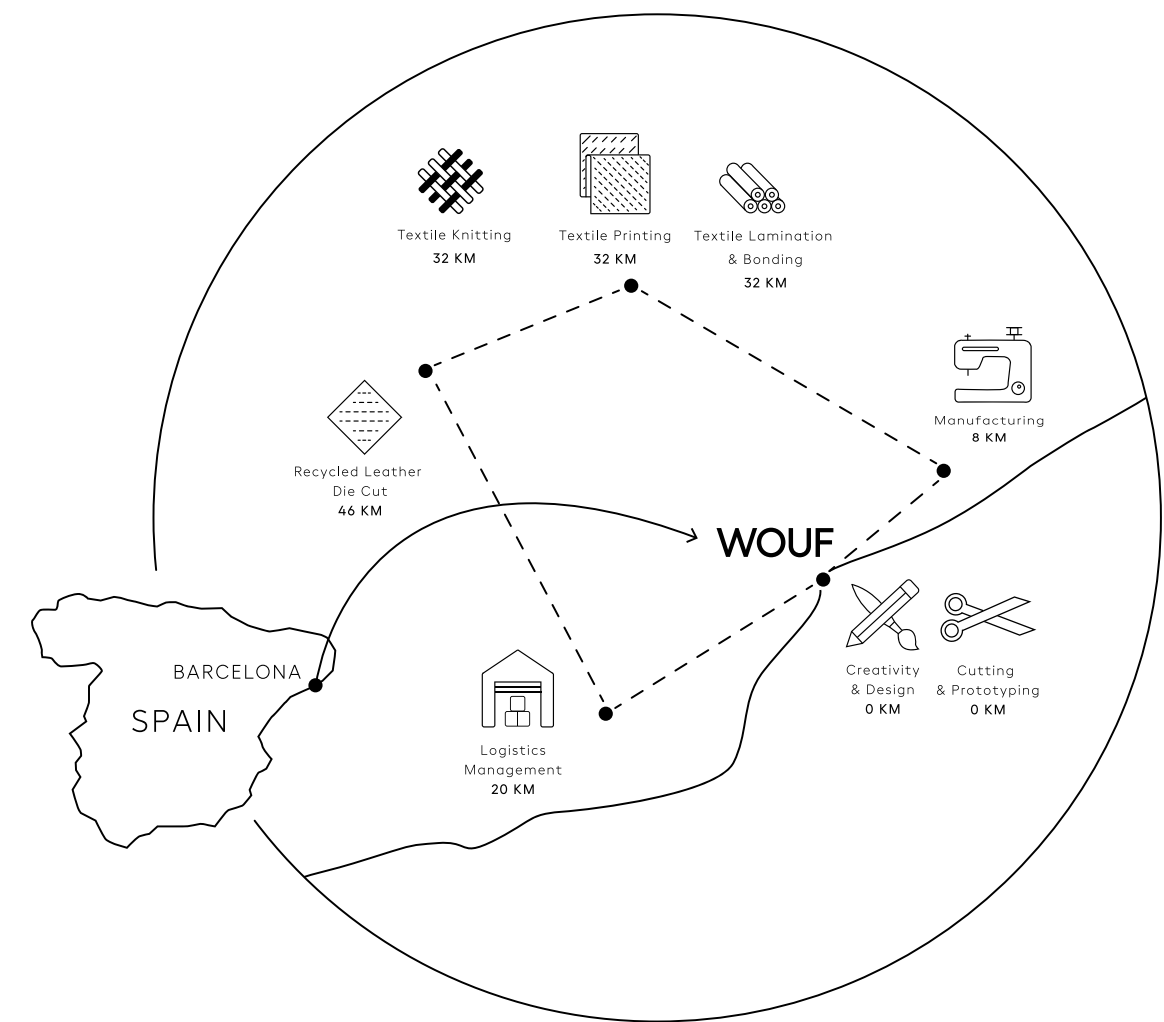 Textile Knitting
32 KM
Textile Printing
32 KM
Textile Lamination
& Bonding
32 KM
Manufacturing
8 KM
Recycled Leather
Die Cut
46 KM
WOUF
BARCELONA
SPAIN
Creativity
& Design
0 KM
Cutting
& Prototyping
0 KM
Logistics
Management
20 KM